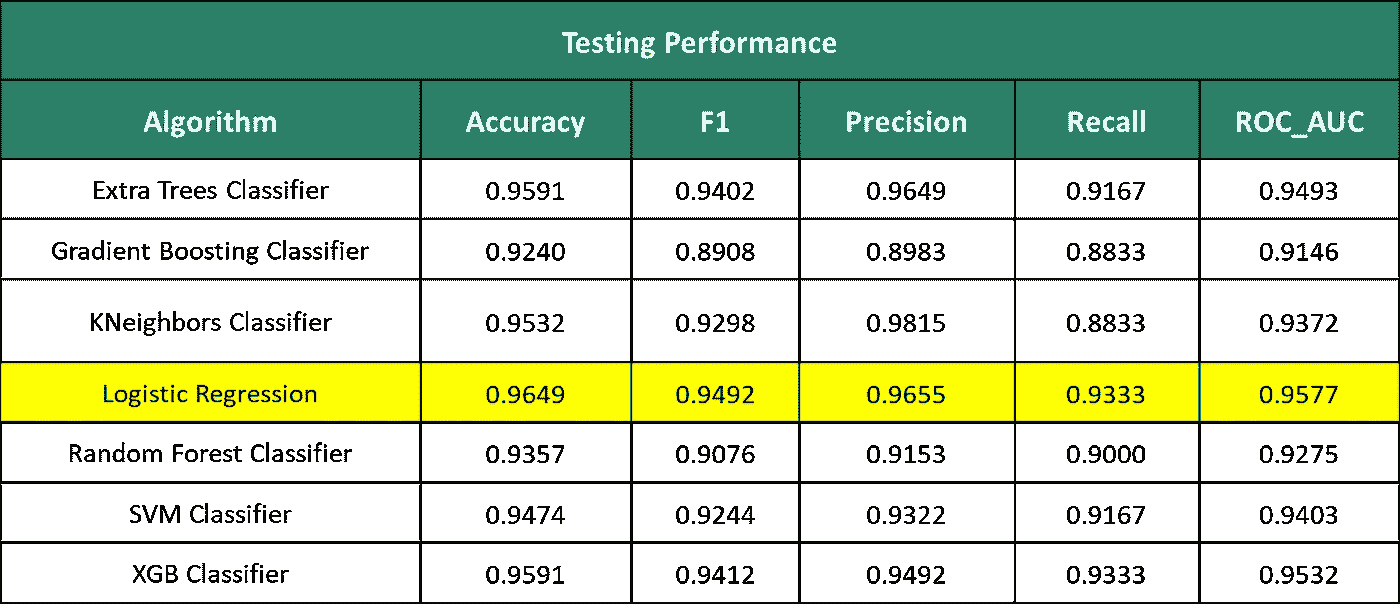 Testing Performance
Algorithm Accuracy F1 Precision Recall ROC_AUC
Extra Trees Classifier 0.9591 0.9402 0.9649 0.9167 0.9493
Gradient Boosting Classifier 0.9240 0.8908 0.8983 0.8833 0.9146
KNeighbors Classifier 0.9532 0.9298 0.9815 0.8833 0.9372
Logistic Regression 0.9649 0.9492 0.9655 0.9333 0.9577
Random Forest Classifier 0.9357 0.9076 0.9153 0.9000 0.9275
SVM Classifier 0.9474 0.9244 0.9322 0.9167 0.9403
XGB Classifier 0.9591 0.9412 0.9492 0.9333 0.9532